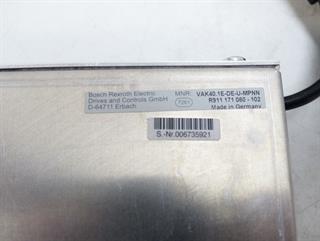 Bosch Rexroth Electric MNR: VAK40.1E-DE-U-MPNN
Drives and Controls GmbH 7261 R911 171 060 - 102
D-64711 Erbach Made in Germany
S.-Nr.006735921